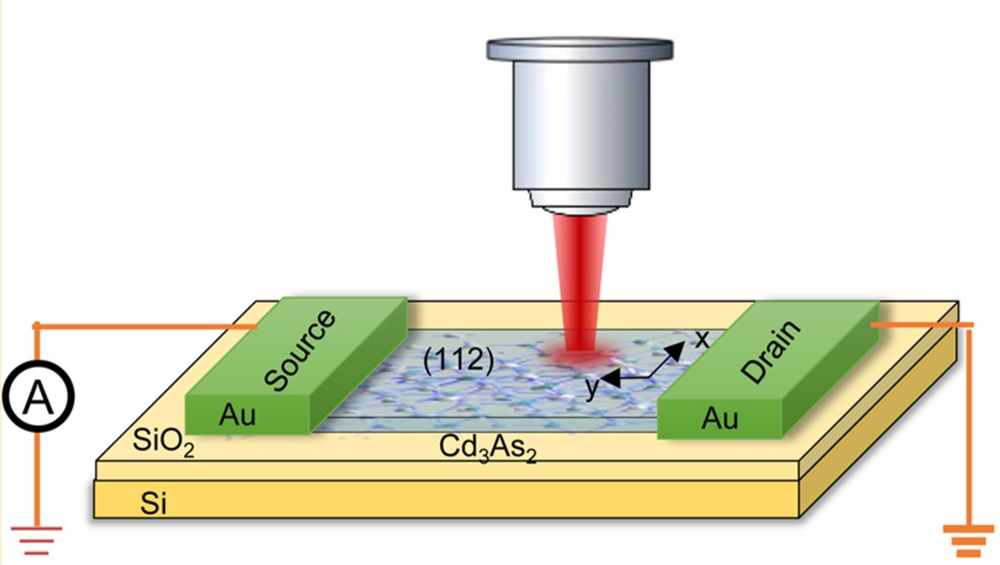 x
Source
(112)
Drain
y
A
Au
Au
SiO₂
Cd₃As₂
Si